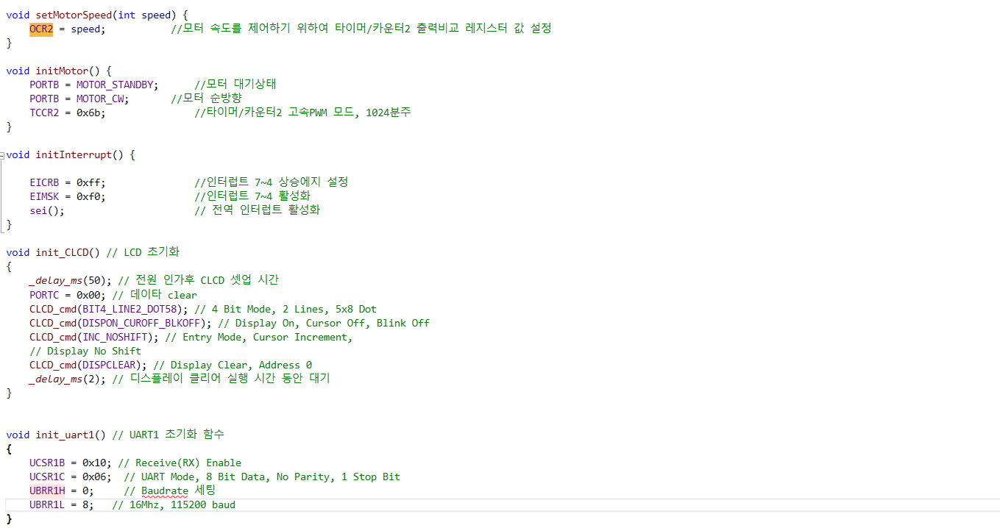 void setMotorSpeed(int speed) {
    OCR2 = speed;           //모터 속도를 제어하기 위하여 타이머/카운터2 출력비교 레지스터 값 설정
}
void initMotor() {
    PORTB = MOTOR_STANDBY;      //모터 대기상태
    PORTB = MOTOR_CW;       //모터 순방향
    TCCR2 = 0x6b;               //타이머/카운터2 고속PWM 모드, 1024분주
}
void initInterrupt() {
    EICRB = 0xff;               //인터럽트 7~4 상승에지 설정
    EIMSK = 0xf0;               //인터럽트 7~4 활성화
    sei();                      // 전역 인터럽트 활성화
}
void init_CLCD() // LCD 초기화
{
    _delay_ms(50); // 전원 인가후 CLCD 셋업 시간
    PORTC = 0x00; // 데이타 clear
    CLCD_cmd(BIT4_LINE2_DOT58); // 4 Bit Mode, 2 Lines, 5x8 Dot
    CLCD_cmd(DISPON_CUROFF_BLKOFF); // Display On, Cursor Off, Blink Off
    CLCD_cmd(INC_NOSHIFT); // Entry Mode, Cursor Increment,
    // Display No Shift
    CLCD_cmd(DISPCLEAR); // Display Clear, Address 0
    _delay_ms(2); // 디스플레이 클리어 실행 시간 동안 대기
}
void init_uart1() // UART1 초기화 함수
{
    UCSR1B = 0x10; // Receive(RX) Enable
    UCSR1C = 0x06;  // UART Mode, 8 Bit Data, No Parity, 1 Stop Bit
    UBRR1H = 0;     // Baudrate 세팅
    UBRR1L = 8;   // 16Mhz, 115200 baud
}